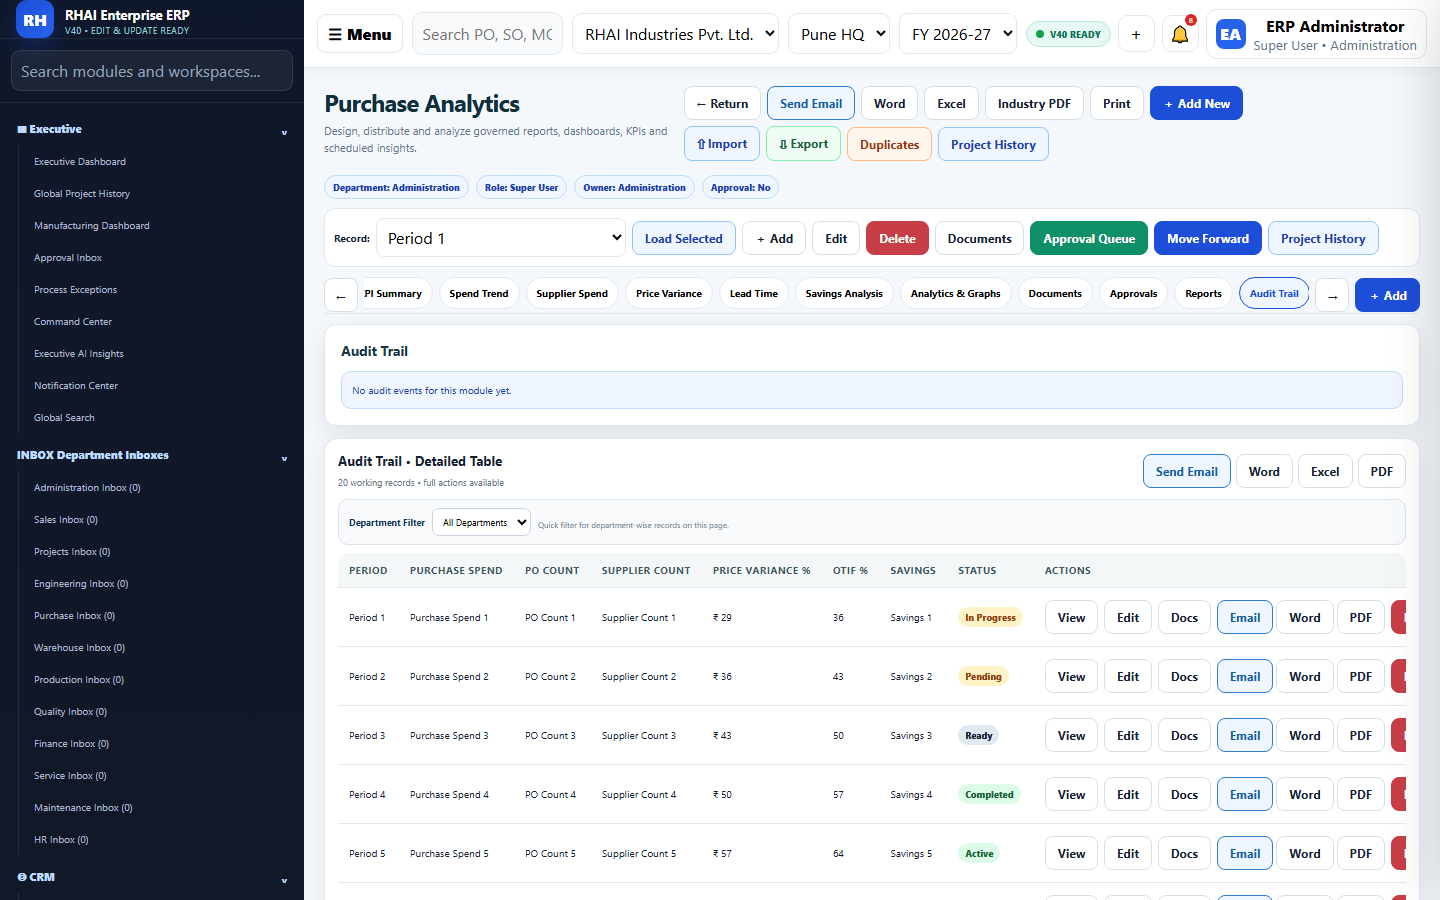 RH
RHAI Enterprise ERP
V40 • EDIT & UPDATE READY
Search modules and workspaces...
Executive
Executive Dashboard
Global Project History
Manufacturing Dashboard
Approval Inbox
Process Exceptions
Command Center
Executive AI Insights
Notification Center
Global Search
INBOX Department Inboxes
Administration Inbox (0)
Sales Inbox (0)
Projects Inbox (0)
Engineering Inbox (0)
Purchase Inbox (0)
Warehouse Inbox (0)
Production Inbox (0)
Quality Inbox (0)
Finance Inbox (0)
Service Inbox (0)
Maintenance Inbox (0)
HR Inbox (0)
CRM
☰ Menu
Search PO, SO, MO
RHAI Industries Pvt. Ltd.
Pune HQ
FY 2026-27
V40 READY
+
8
EA
ERP Administrator
Super User • Administration
Purchase Analytics
Design, distribute and analyze governed reports, dashboards, KPIs and
scheduled insights.
← Return
Send Email
Word
Excel
Industry PDF
Print
+ Add New
⇧ Import
⇩ Export
Duplicates
Project History
Department: Administration
Role: Super User
Owner: Administration
Approval: No
Record:
Period 1
Load Selected
+ Add
Edit
Delete
Documents
Approval Queue
Move Forward
Project History
←
PI Summary
Spend Trend
Supplier Spend
Price Variance
Lead Time
Savings Analysis
Analytics & Graphs
Documents
Approvals
Reports
Audit Trail
→
+ Add
Audit Trail
No audit events for this module yet.
Audit Trail • Detailed Table
20 working records • full actions available
Send Email
Word
Excel
PDF
Department Filter
All Departments
Quick filter for department-wise records on this page.
PERIOD PURCHASE SPEND PO COUNT SUPPLIER COUNT PRICE VARIANCE % OTIF % SAVINGS STATUS ACTIONS
Period 1 Purchase Spend 1 PO Count 1 Supplier Count 1 ₹ 29 36 Savings 1 In Progress View Edit Docs Email Word PDF
Period 2 Purchase Spend 2 PO Count 2 Supplier Count 2 ₹ 36 43 Savings 2 Pending View Edit Docs Email Word PDF
Period 3 Purchase Spend 3 PO Count 3 Supplier Count 3 ₹ 43 50 Savings 3 Ready View Edit Docs Email Word PDF
Period 4 Purchase Spend 4 PO Count 4 Supplier Count 4 ₹ 50 57 Savings 4 Completed View Edit Docs Email Word PDF
Period 5 Purchase Spend 5 PO Count 5 Supplier Count 5 ₹ 57 64 Savings 5 Active View Edit Docs Email Word PDF